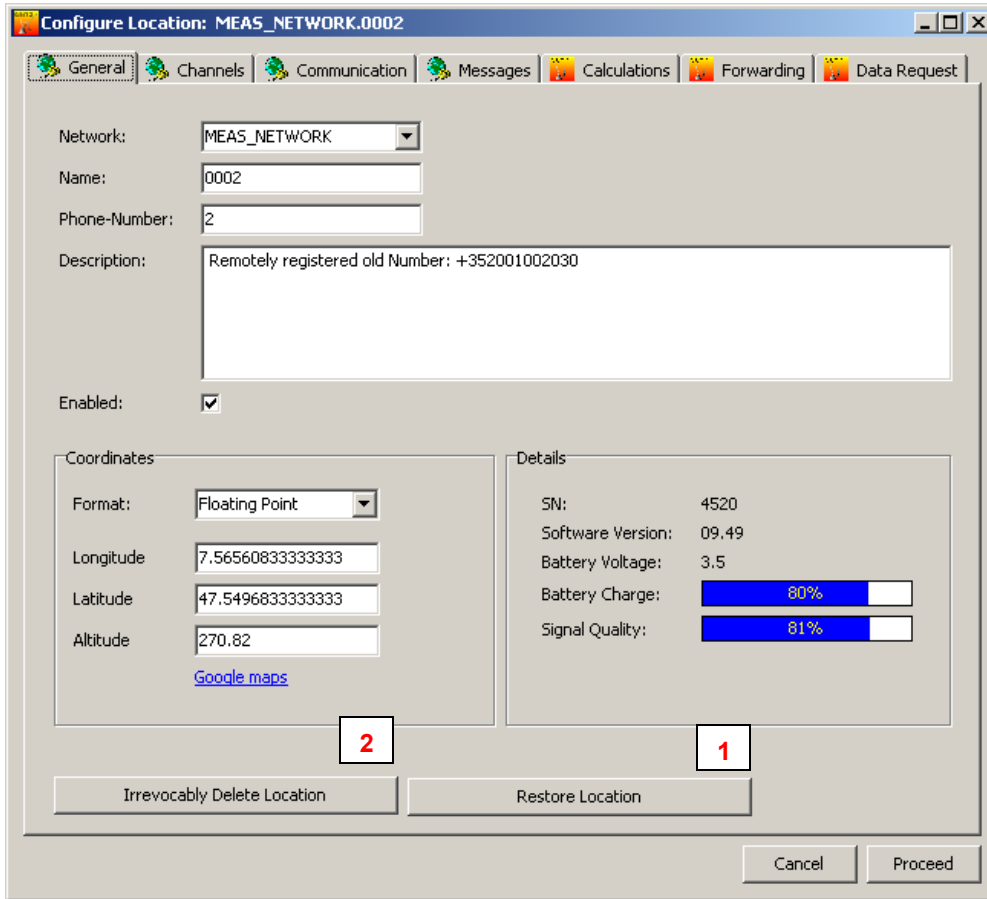 Configure Location: MEAS_NETWORK.0002
General Channels Communication Messages Calculations Forwarding Data Request
Network: MEAS_NETWORK
Name: 0002
Phone-Number: 2
Description: Remotely registered old Number: +352001002030
Enabled:
Coordinates
Format: Floating Point
Longitude 7.56560833333333
Latitude 47.5496833333333
Altitude 270.82
Google maps
Details
SN: 4520
Software Version: 09.49
Battery Voltage: 3.5
Battery Charge: 80%
Signal Quality: 81%
2
1
Irrevocably Delete Location Restore Location
Cancel Proceed